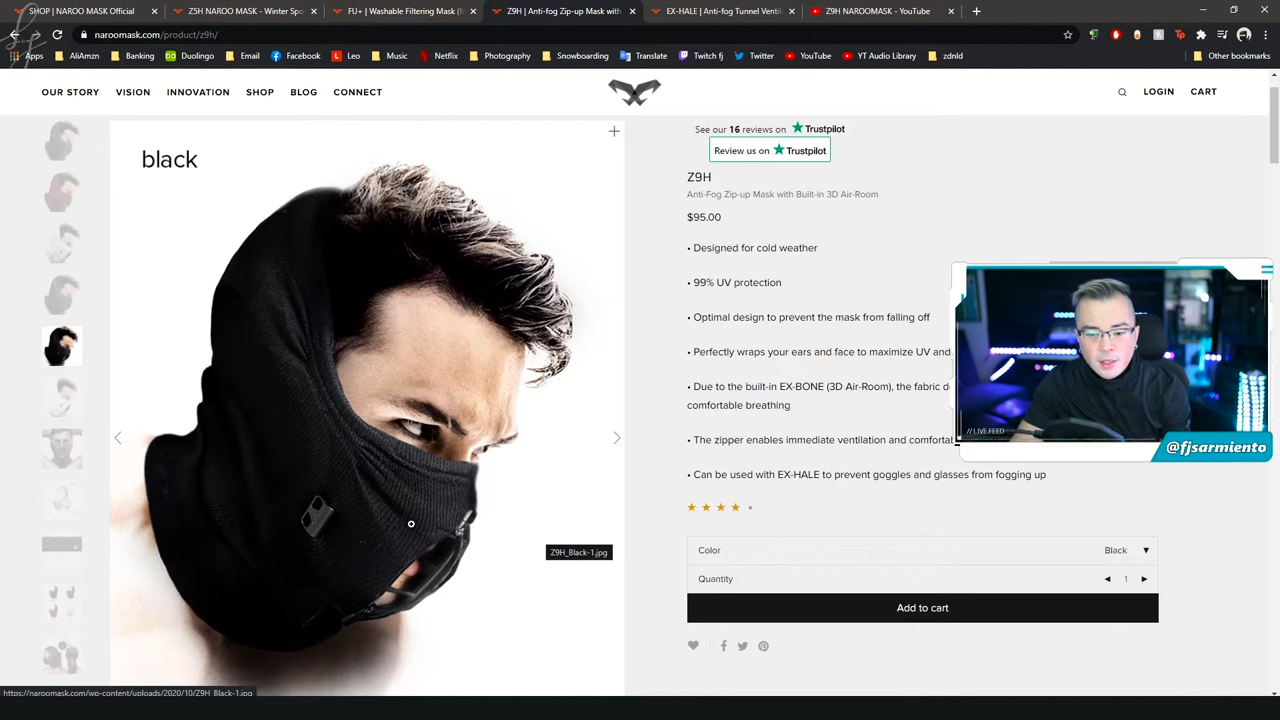 SHOP | NAROO MASK Official
Z5H NAROO MASK - Winter Spo
FU+ | Washable Filtering Mask (
Z9H | Anti-fog Zip-up Mask with
EX-HALE | Anti-fog Tunnel Venti
Z9H NAROOMASK - YouTube
naroomask.com/product/z9h/
Apps
AliAmzn
Banking
Duolingo
Email
Facebook
Leo
Music
Netflix
Photography
Snowboarding
Translate
Twitch fj
Twitter
YouTube
YT Audio Library
zdnld
Other bookmarks
OUR STORY
VISION
INNOVATION
SHOP
BLOG
CONNECT
LOGIN
CART
See our 16 reviews on Trustpilot
Review us on Trustpilot
black
Z9H
Anti-Fog Zip-up Mask with Built-in 3D Air-Room
$95.00
• Designed for cold weather
• 99% UV protection
• Optimal design to prevent the mask from falling off
• Perfectly wraps your ears and face to maximize UV and
• Due to the built-in EX-BONE (3D Air-Room), the fabric d
comfortable breathing
• The zipper enables immediate ventilation and comforta
• Can be used with EX-HALE to prevent goggles and glasses from fogging up
// LIVE FEED
@fjsarmiento
Color
Black
Z9H_Black-1.jpg
Quantity
1
Add to cart
https://naroomask.com/wp-content/uploads/2020/10/Z9H_Black-1.jpg